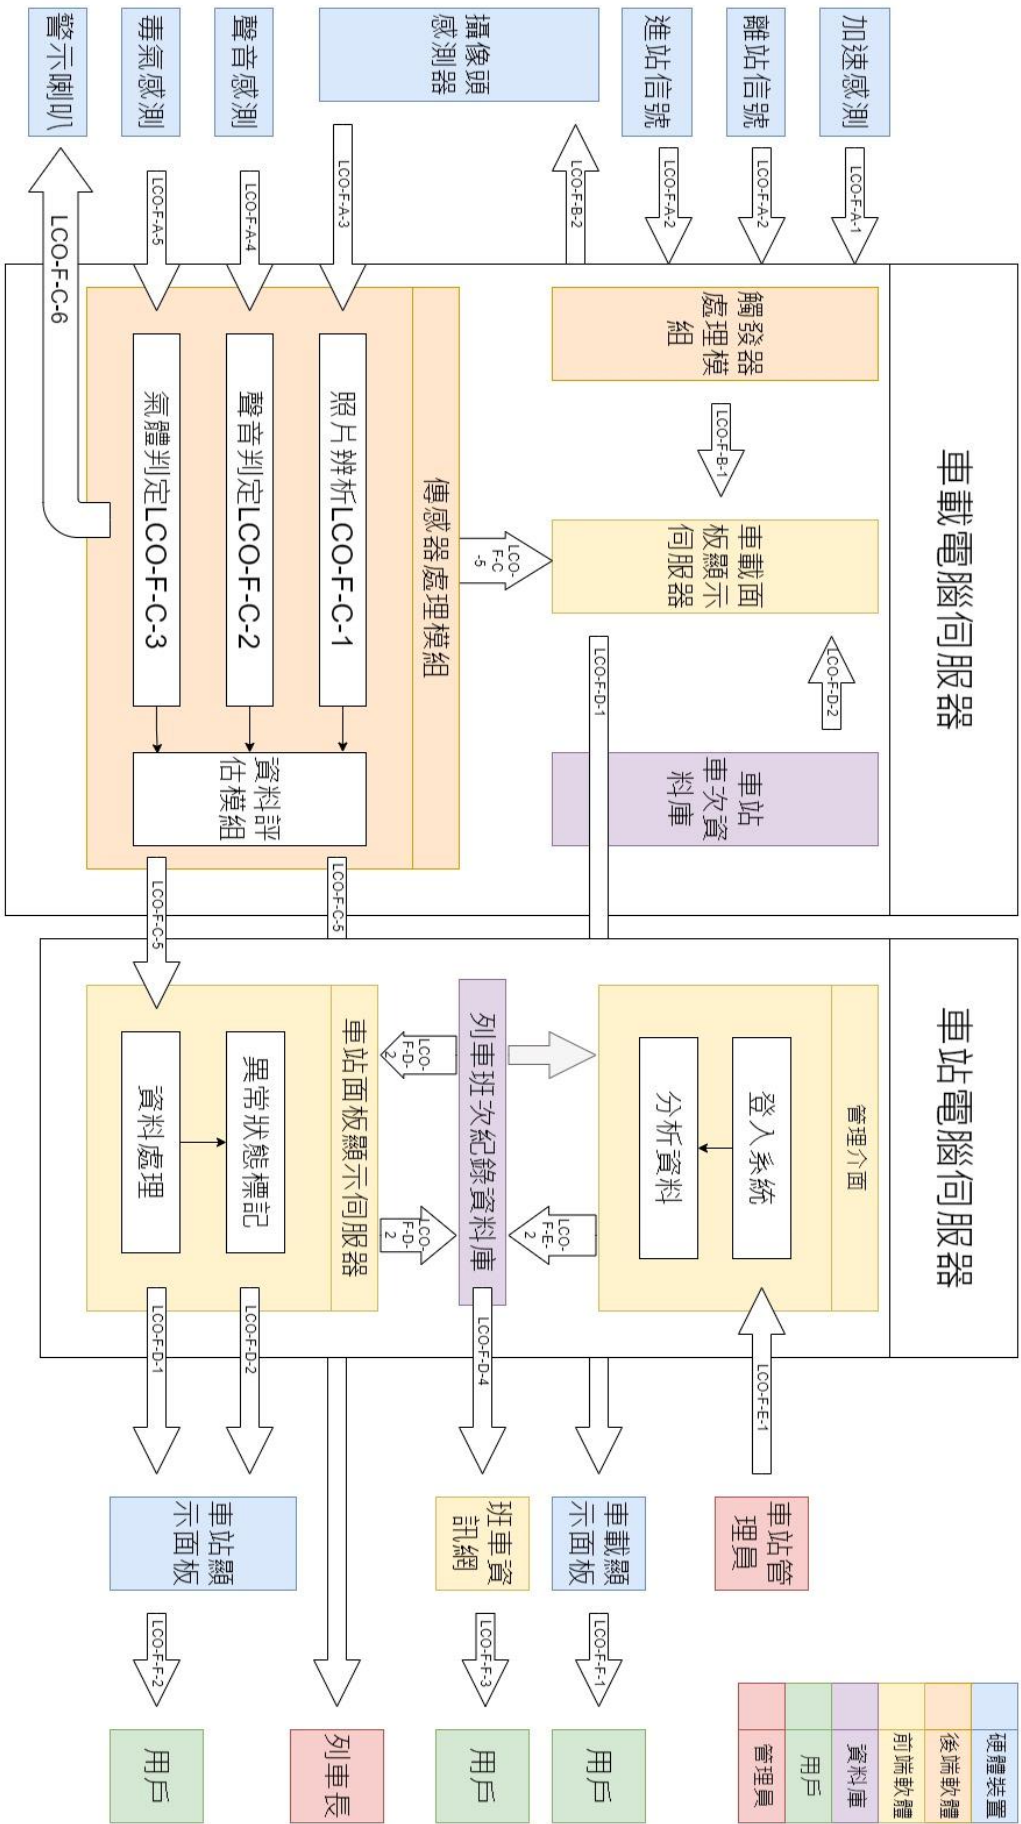 車載電腦伺服器
車站電腦伺服器
硬體裝置
後端軟體
前端軟體
資料庫
用戶
管理員
加速感測
LCO-F-A-1
離站信號
LCO-F-A-2
進站信號
LCO-F-A-2
攝像頭
感測器
LCO-F-B-2
LCO-F-A-3
聲音感測
LCO-F-A-4
毒氣感測
LCO-F-A-5
警示喇叭
LCO-F-C-6
觸發器
處理模
組
LCO-F-B-1
車載面
板顯示
伺服器
LCO-F-D-2
車站
車次資
料庫
LCO-F-D-1
LCO-
F-C
-5
傳感器處理模組
照片辨析LCO-F-C-1
聲音判定LCO-F-C-2
氣體判定LCO-F-C-3
資料評
估模組
LCO-F-C-5
LCO-F-C-5
管理介面
登入系統
分析資料
LCO-F-E-1
LCO-
F-E-
2
列車班次紀錄資料庫
LCO-
F-D-
2
LCO-
F-D-
2
車站面板顯示伺服器
異常狀態標記
資料處理
LCO-F-D-4
LCO-F-D-2
LCO-F-D-1
車站管
理員
車載顯
示面板
LCO-F-F-1
用戶
班車資
訊網
LCO-F-F-3
用戶
列車長
車站顯
示面板
LCO-F-F-2
用戶